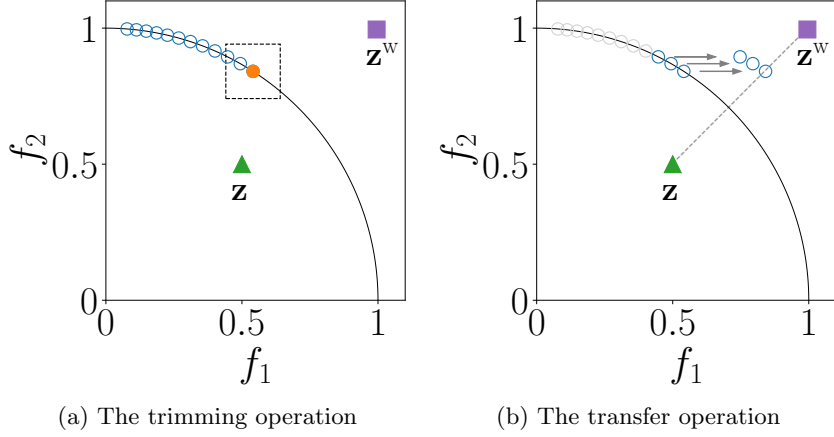 1
0.5
0
f₂
zʷ
z
0
0.5
1
f₁
(a) The trimming operation
1
0.5
0
f₂
zʷ
z
0
0.5
1
f₁
(b) The transfer operation